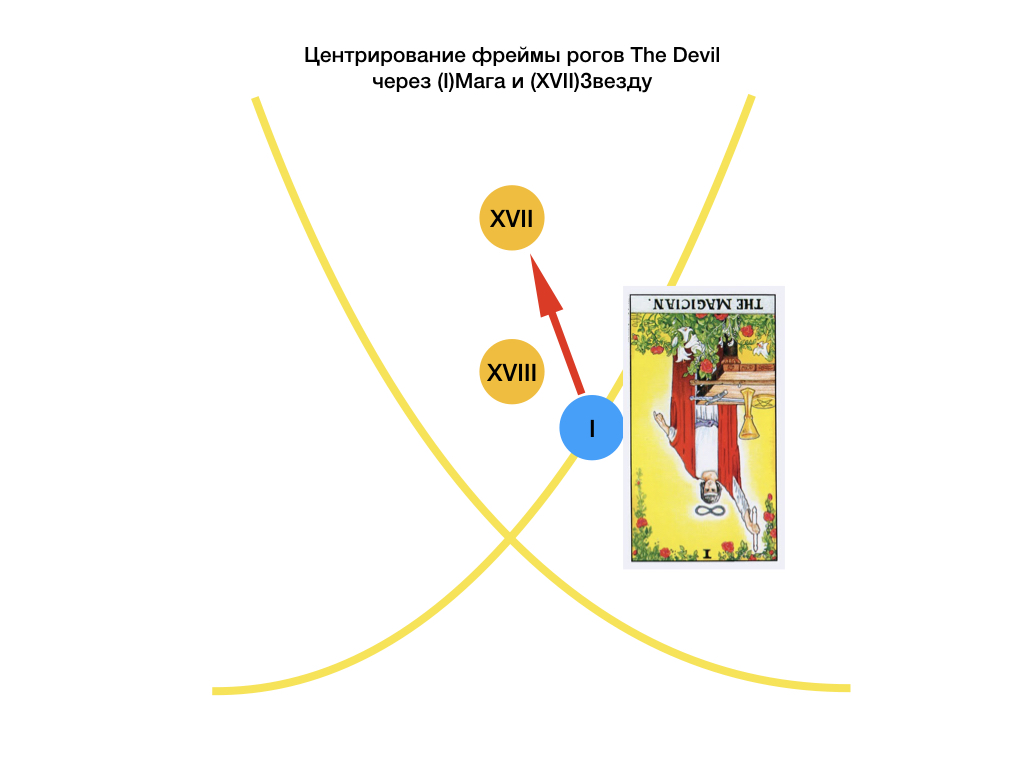 Центрирование фреймы рогов The Devil
через (I)Мага и (XVII)Звезду
XVII
XVIII
I
THE MAGICIAN.
I